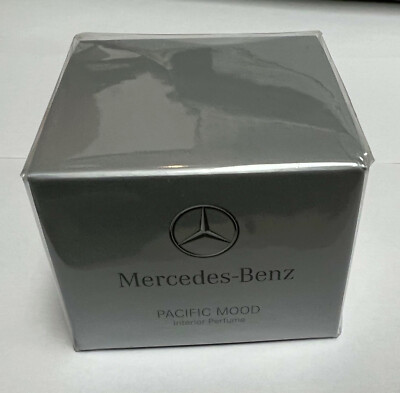 Mercedes-Benz
PACIFIC MOOD
Interior Perfume